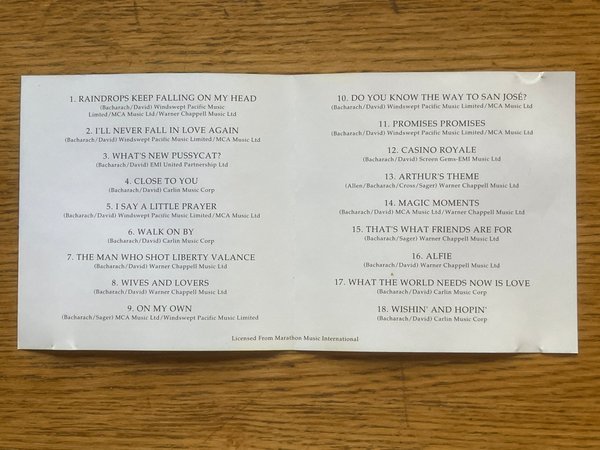 1. RAINDROPS KEEP FALLING ON MY HEAD
(Bacharach/David) Windswept Pacific Music
Limted/MCA Music Ltd/Warner Chappell Music Ltd
2. I'LL NEVER FALL IN LOVE AGAIN
(Bacharach/David) Windswept Pacific Music Limited/MCA Music Ltd
3. WHAT'S NEW PUSSYCAT?
(Bacharach/David) EMI United Partnership Ltd
4. CLOSE TO YOU
(Bacharach/David) Carlin Music Corp
5. I SAY A LITTLE PRAYER
(Bacharach/David) Windswept Pacific Music Limited/MCA Music Ltd
6. WALK ON BY
(Bacharach/David) Carlin Music Corp
7. THE MAN WHO SHOT LIBERTY VALANCE
(Bacharach/David) Warner Chappell Music Ltd
8. WIVES AND LOVERS
(Bacharach/David) Warner Chappell Music Ltd
9. ON MY OWN
(Bacharach/Sager) MCA Music Ltd/Windswept Pacific Music Limited
10. DO YOU KNOW THE WAY TO SAN JOSÉ?
(Bacharach/David) Windswept Pacific Music Limited/MCA Music Ltd
11. PROMISES PROMISES
(Bacharach/David) Windswept Pacific Music Limited/MCA Music Ltd
12. CASINO ROYALE
(Bacharach/David) Screen Gems-EMI Music Ltd
13. ARTHUR'S THEME
(Allen/Bacharach/Cross/Sager) Warner Chappell Music Ltd
14. MAGIC MOMENTS
(Bacharach/David) MCA Music Ltd/Warner Chappell Music Ltd
15. THAT'S WHAT FRIENDS ARE FOR
(Bacharach/Sager) Warner Chappell Music Ltd
16. ALFIE
(Bacharach/David) Warner Chappell Music Ltd
17. WHAT THE WORLD NEEDS NOW IS LOVE
(Bacharach/David) Carlin Music Corp
18. WISHIN' AND HOPIN'
(Bacharach/David) Carlin Music Corp
Licensed From Marathon Music International